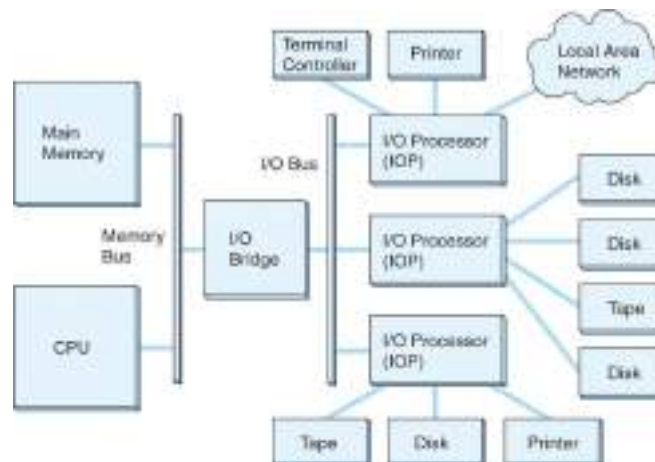 Terminal
Controller
Printer
Local Area
Network
Main
Memory
I/O Processor
(IOP)
I/O Bus
Disk
Memory
Bus
I/O
Bridge
I/O Processor
(IOP)
Disk
Tape
CPU
I/O Processor
(IOP)
Disk
Tape
Disk
Printer